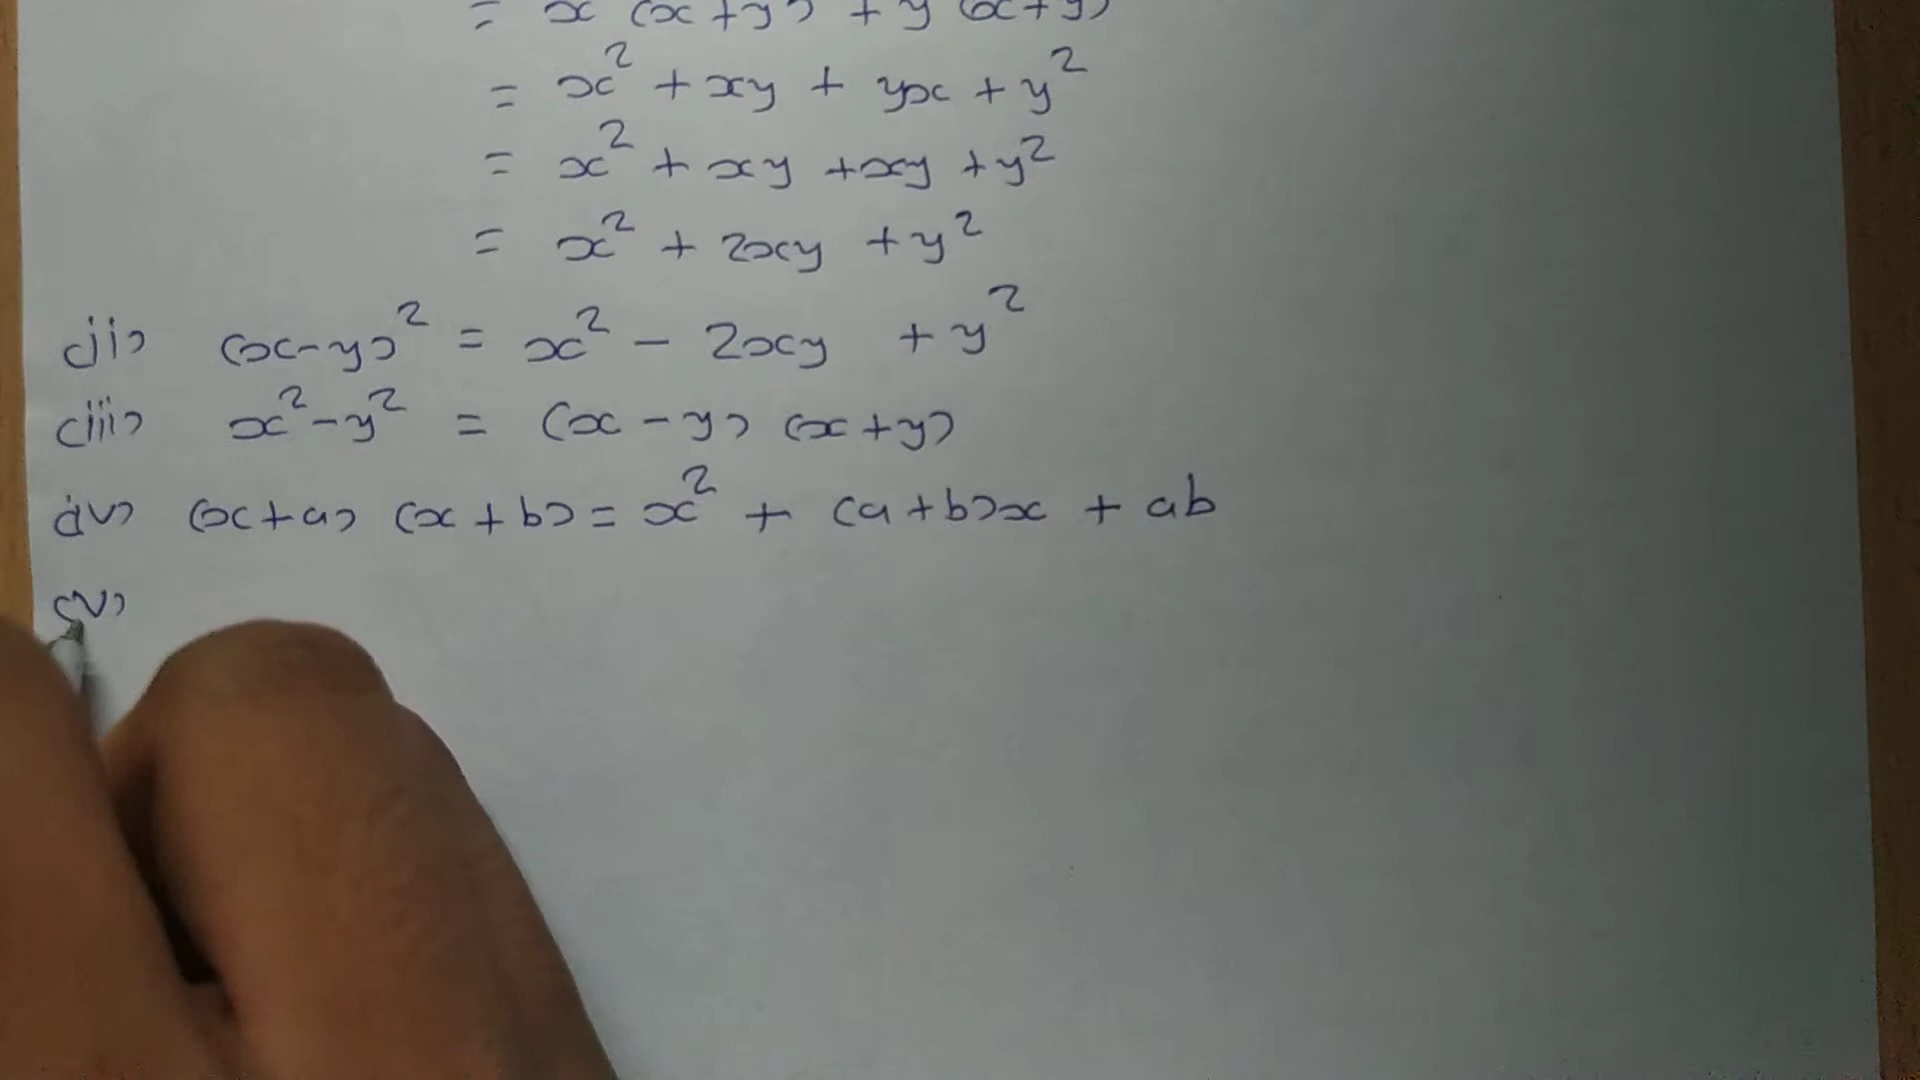 = x (x+y) + y (x+y)
= x² + xy + yx + y²
= x² + xy + xy + y²
= x² + 2xy + y²
(ii) (x-y)² = x² - 2xy + y²
(iii) x² - y² = (x-y) (x+y)
(iv) (x+a) (x+b) = x² + (a+b)x + ab
(v)